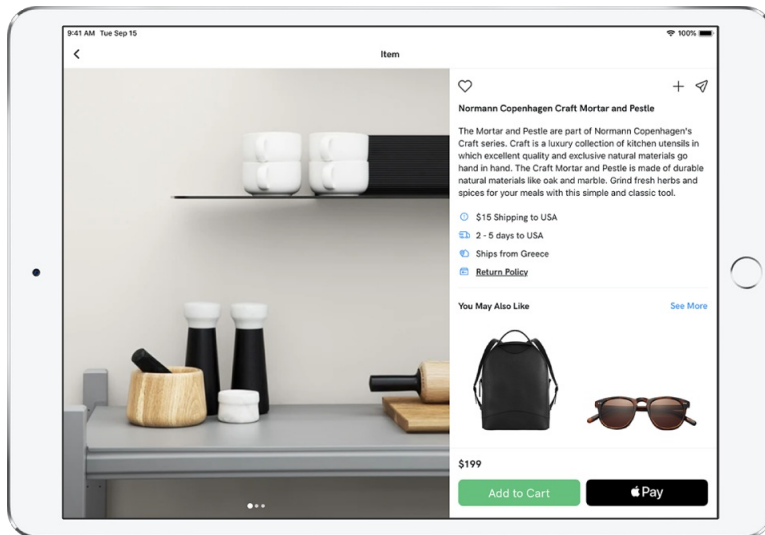 9:41 AM Tue Sep 15
100%
Item
Normann Copenhagen Craft Mortar and Pestle
The Mortar and Pestle are part of Normann Copenhagen's
Craft series. Craft is a luxury collection of kitchen utensils in
which excellent quality and exclusive natural materials go
hand in hand. The Craft Mortar and Pestle is made of durable
natural materials like oak and marble. Grind fresh herbs and
spices for your meals with this simple and classic tool.
$15 Shipping to USA
2 - 5 days to USA
Ships from Greece
Return Policy
You May Also Like
See More
$199
Add to Cart
Pay